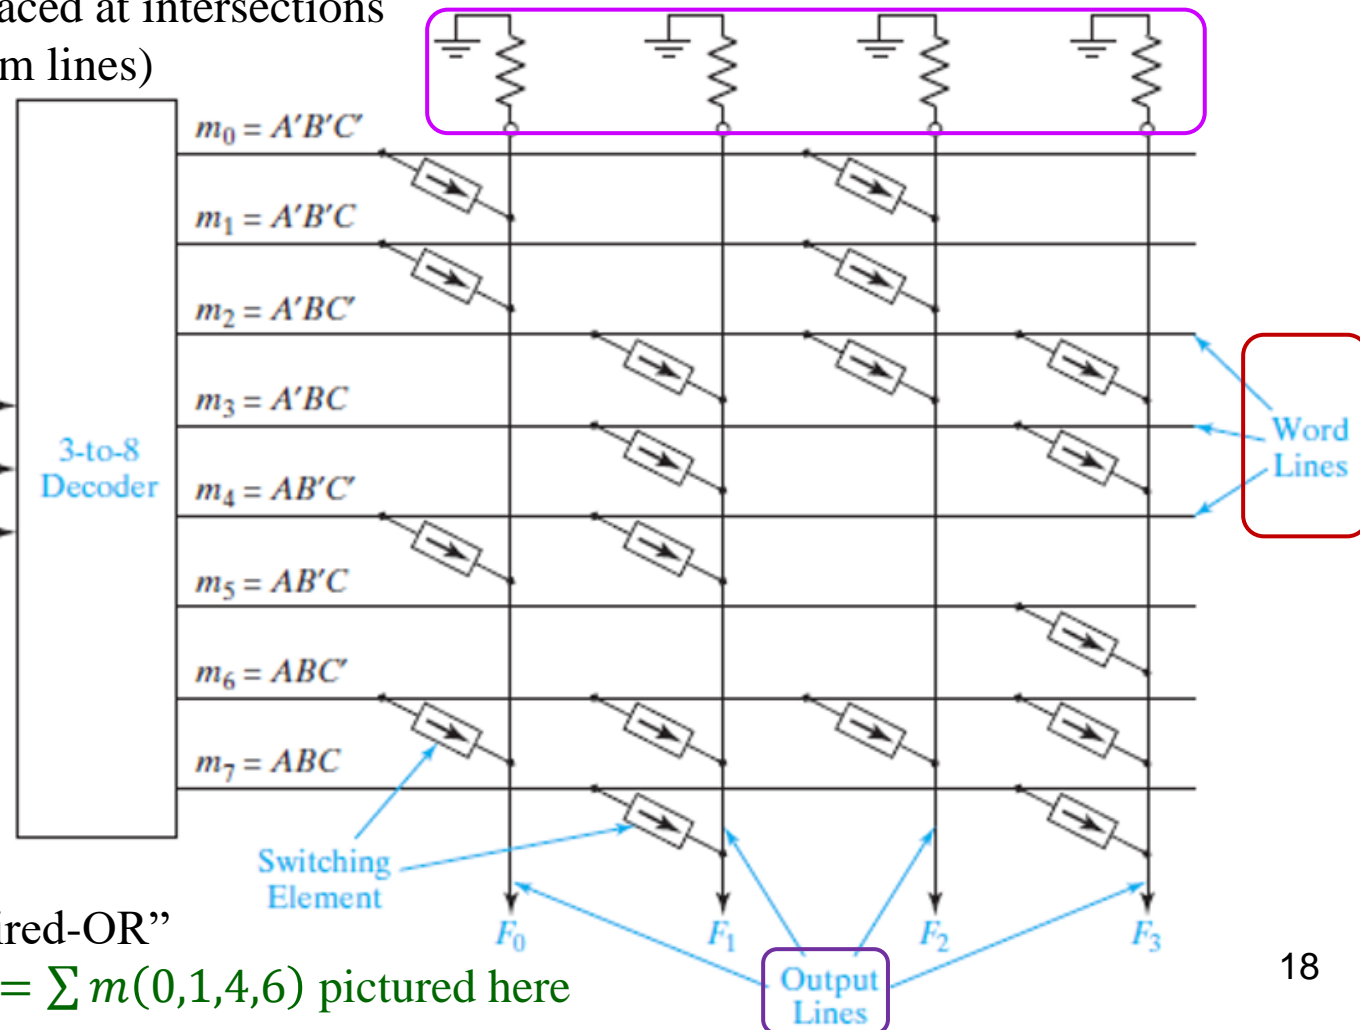 aced at intersections
m lines)
m₀ = A′B′C′
m₁ = A′B′C
m₂ = A′BC′
m₃ = A′BC
3-to-8
Decoder
m₄ = AB′C′
m₅ = AB′C
m₆ = ABC′
m₇ = ABC
Word
Lines
Switching
Element
F₀
F₁
F₂
F₃
Output
Lines
ired-OR”
= ∑ m(0,1,4,6) pictured here
18